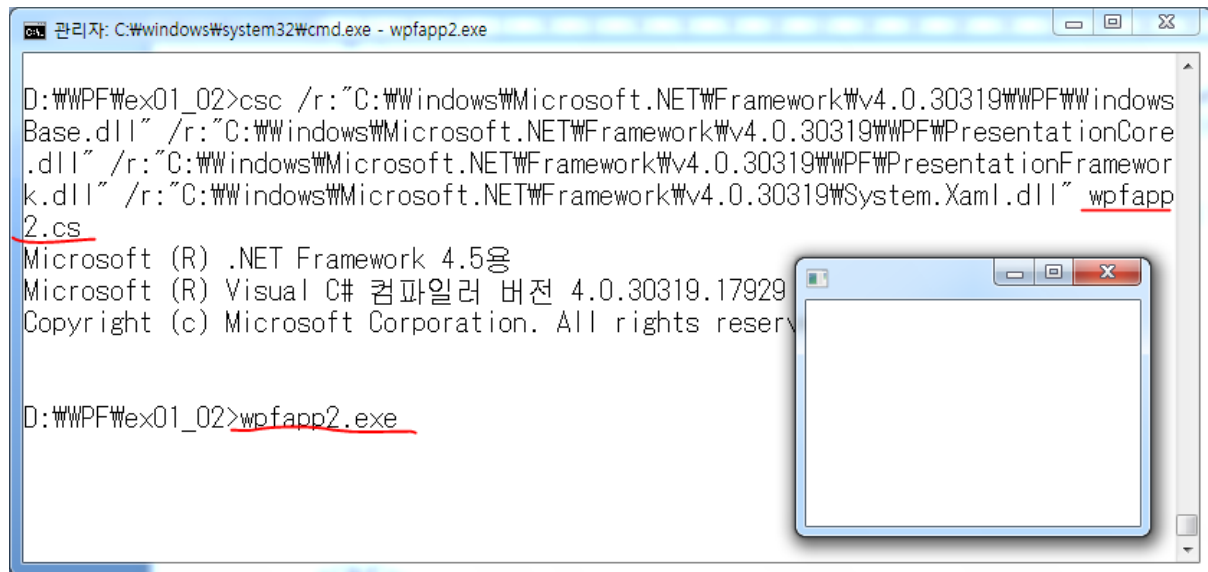 관리자: C:₩windows₩system32₩cmd.exe - wpfapp2.exe
D:₩WPF₩ex01_02>csc /r:"C:₩Windows₩Microsoft.NET₩Framework₩v4.0.30319₩WPF₩Windows
Base.dll" /r:"C:₩Windows₩Microsoft.NET₩Framework₩v4.0.30319₩WPF₩PresentationCore
.dll" /r:"C:₩Windows₩Microsoft.NET₩Framework₩v4.0.30319₩WPF₩PresentationFramewor
k.dll" /r:"C:₩Windows₩Microsoft.NET₩Framework₩v4.0.30319₩System.Xaml.dll" wpfapp
2.cs
Microsoft (R) .NET Framework 4.5용
Microsoft (R) Visual C# 컴파일러 버전 4.0.30319.17929
Copyright (c) Microsoft Corporation. All rights reserv
D:₩WPF₩ex01_02>wpfapp2.exe